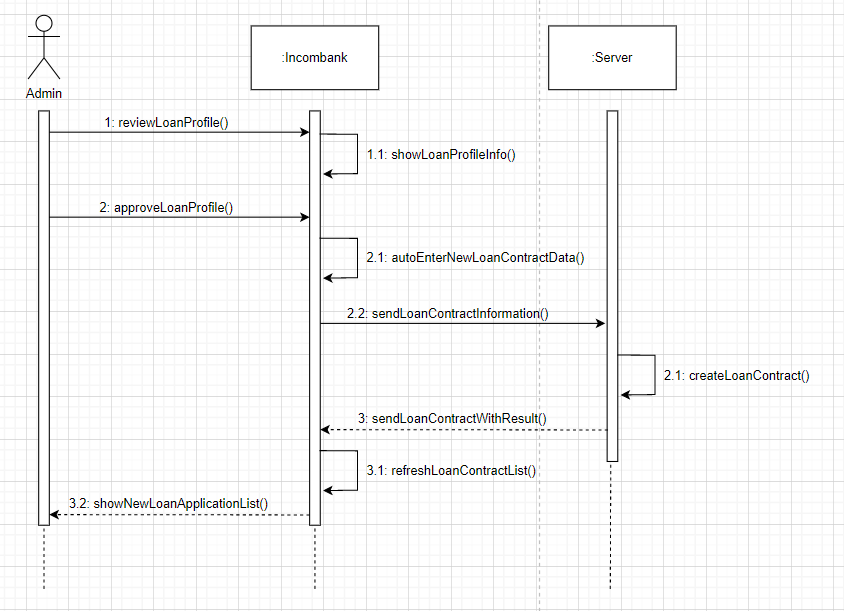 Admin
:Incombank
:Server
1: reviewLoanProfile()
1.1: showLoanProfileInfo()
2: approveLoanProfile()
2.1: autoEnterNewLoanContractData()
2.2: sendLoanContractInformation()
2.1: createLoanContract()
3: sendLoanContractWithResult()
3.1: refreshLoanContractList()
3.2: showNewLoanApplicationList()